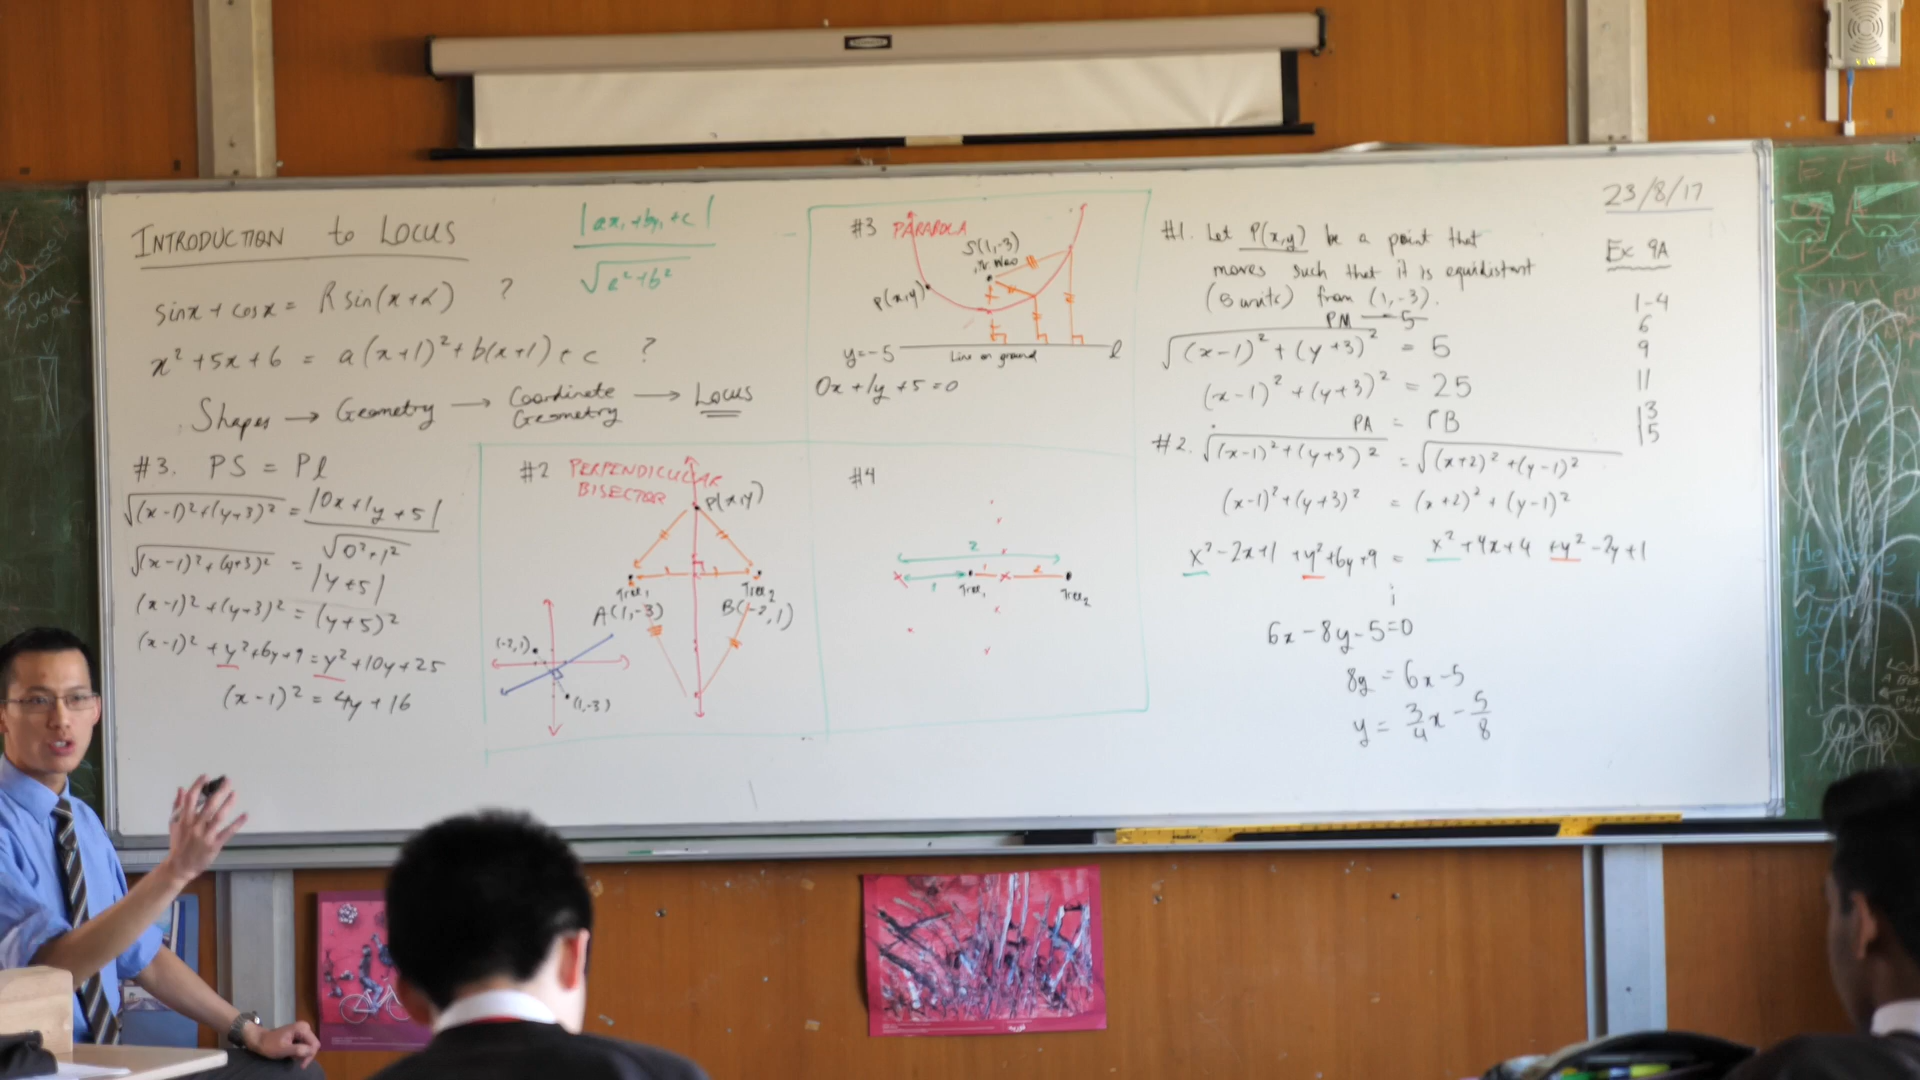 INTRODUCTION to LOCUS
|ax₁+by₁+c|
√a²+b²
sinx + cosx = R sin(x+α) ?
x² + 5x + 6 = a(x+1)² + b(x+1) + c ?
Shapes → Geometry → Coordinate Geometry → Locus
#3. PS = Pl
√(x-1)²+(y+3)² = |0x+1y+5|
√0²+1²
√(x-1)²+(y+3)² = |y+5|
(x-1)²+(y+3)² = (y+5)²
(x-1)² + y²+6y+9 = y²+10y+25
(x-1)² = 4y+16
#2 PERPENDICULAR
BISECTOR
P(x,y)
Tree₁
Tree₂
A(1,-3)
B(-2,1)
(-2,1)
(1,-3)
#3 PARABOLA
S(1,-3)
Mr. Woo
P(x,y)
y=-5
Line on ground
l
0x+1y+5=0
#4
2
1
1
2
Tree₁
Tree₂
23/8/17
#1. Let P(x,y) be a point that
moves such that it is equidistant
(5 units) from (1,-3).
PM = 5
√(x-1)² + (y+3)² = 5
(x-1)² + (y+3)² = 25
PA = PB
#2. √(x-1)²+(y+3)² = √(x+2)²+(y-1)²
(x-1)²+(y+3)² = (x+2)²+(y-1)²
x²-2x+1 +y²+6y+9 = x²+4x+4 +y²-2y+1
6x-8y-5=0
8y = 6x-5
y = 3/4 x - 5/8
Ex 9A
1-4
6
9
11
13
15